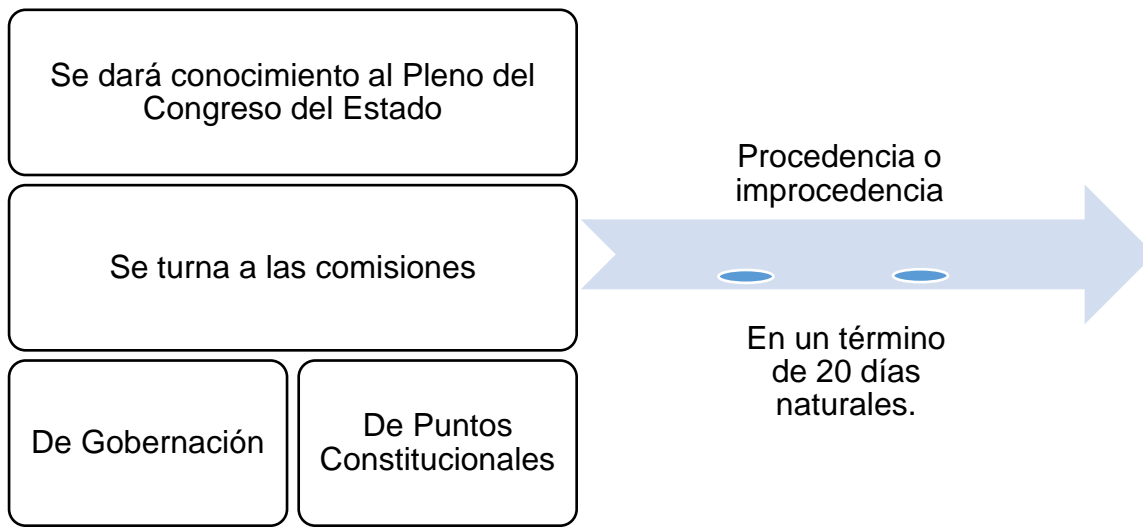 Se dará conocimiento al Pleno del
Congreso del Estado
Se turna a las comisiones
De Gobernación
De Puntos
Constitucionales
Procedencia o
improcedencia
En un término
de 20 días
naturales.